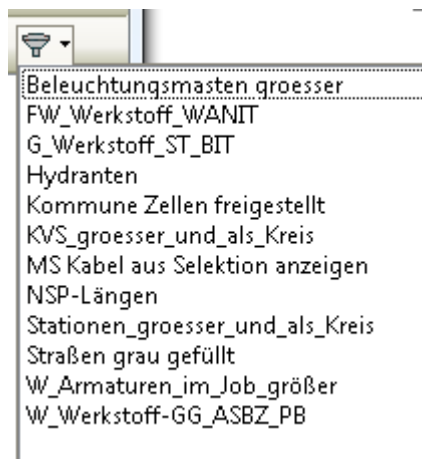 Beleuchtungsmasten groesser
FW_Werkstoff_WANIT
G_Werkstoff_ST_BIT
Hydranten
Kommune Zellen freigestellt
KVS_groesser_und_als_Kreis
MS Kabel aus Selektion anzeigen
NSP-Längen
Stationen_groesser_und_als_Kreis
Straßen grau gefüllt
W_Armaturen_im_Job_größer
W_Werkstoff-GG_ASBZ_PB